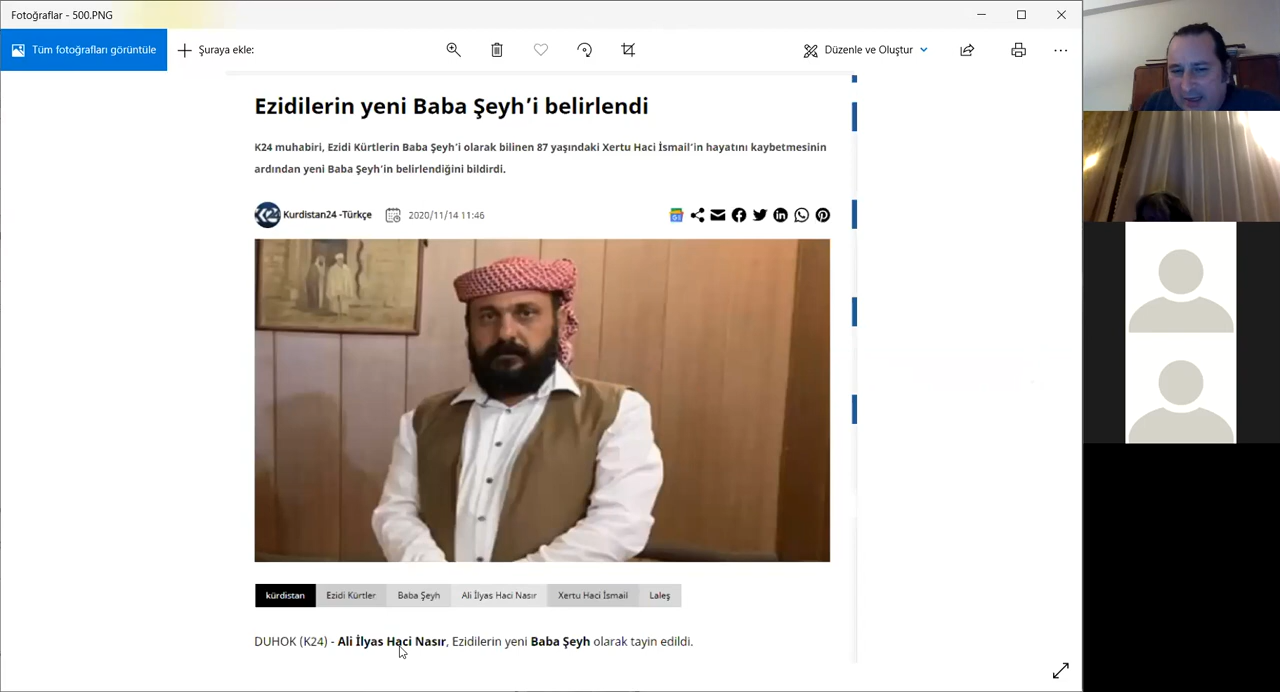 Fotoğraflar - 500.PNG
Tüm fotoğrafları görüntüle
Şuraya ekle:
Düzenle ve Oluştur
Ezidilerin yeni Baba Şeyh'i belirlendi
K24 muhabiri, Ezidi Kürtlerin Baba Şeyh'i olarak bilinen 87 yaşındaki Xertu Haci İsmail'in hayatını kaybetmesinin
ardından yeni Baba Şeyh'in belirlendiğini bildirdi.
Kurdistan24 -Türkçe
2020/11/14 11:46
kürdistan
Ezidi Kürtler
Baba Şeyh
Ali İlyas Haci Nasır
Xertu Haci İsmail
Laleş
DUHOK (K24) - Ali İlyas Haci Nasır, Ezidilerin yeni Baba Şeyh olarak tayin edildi.